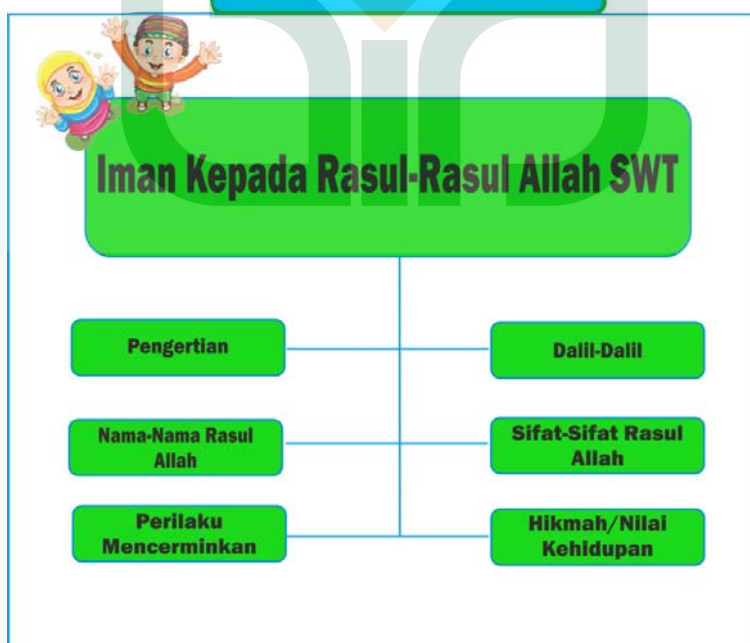 Iman Kepada Rasul-Rasul Allah SWT
Pengertian
Dalil-Dalil
Nama-Nama Rasul
Allah
Sifat-Sifat Rasul
Allah
Perilaku
Mencerminkan
Hikmah/Nilai
Kehidupan